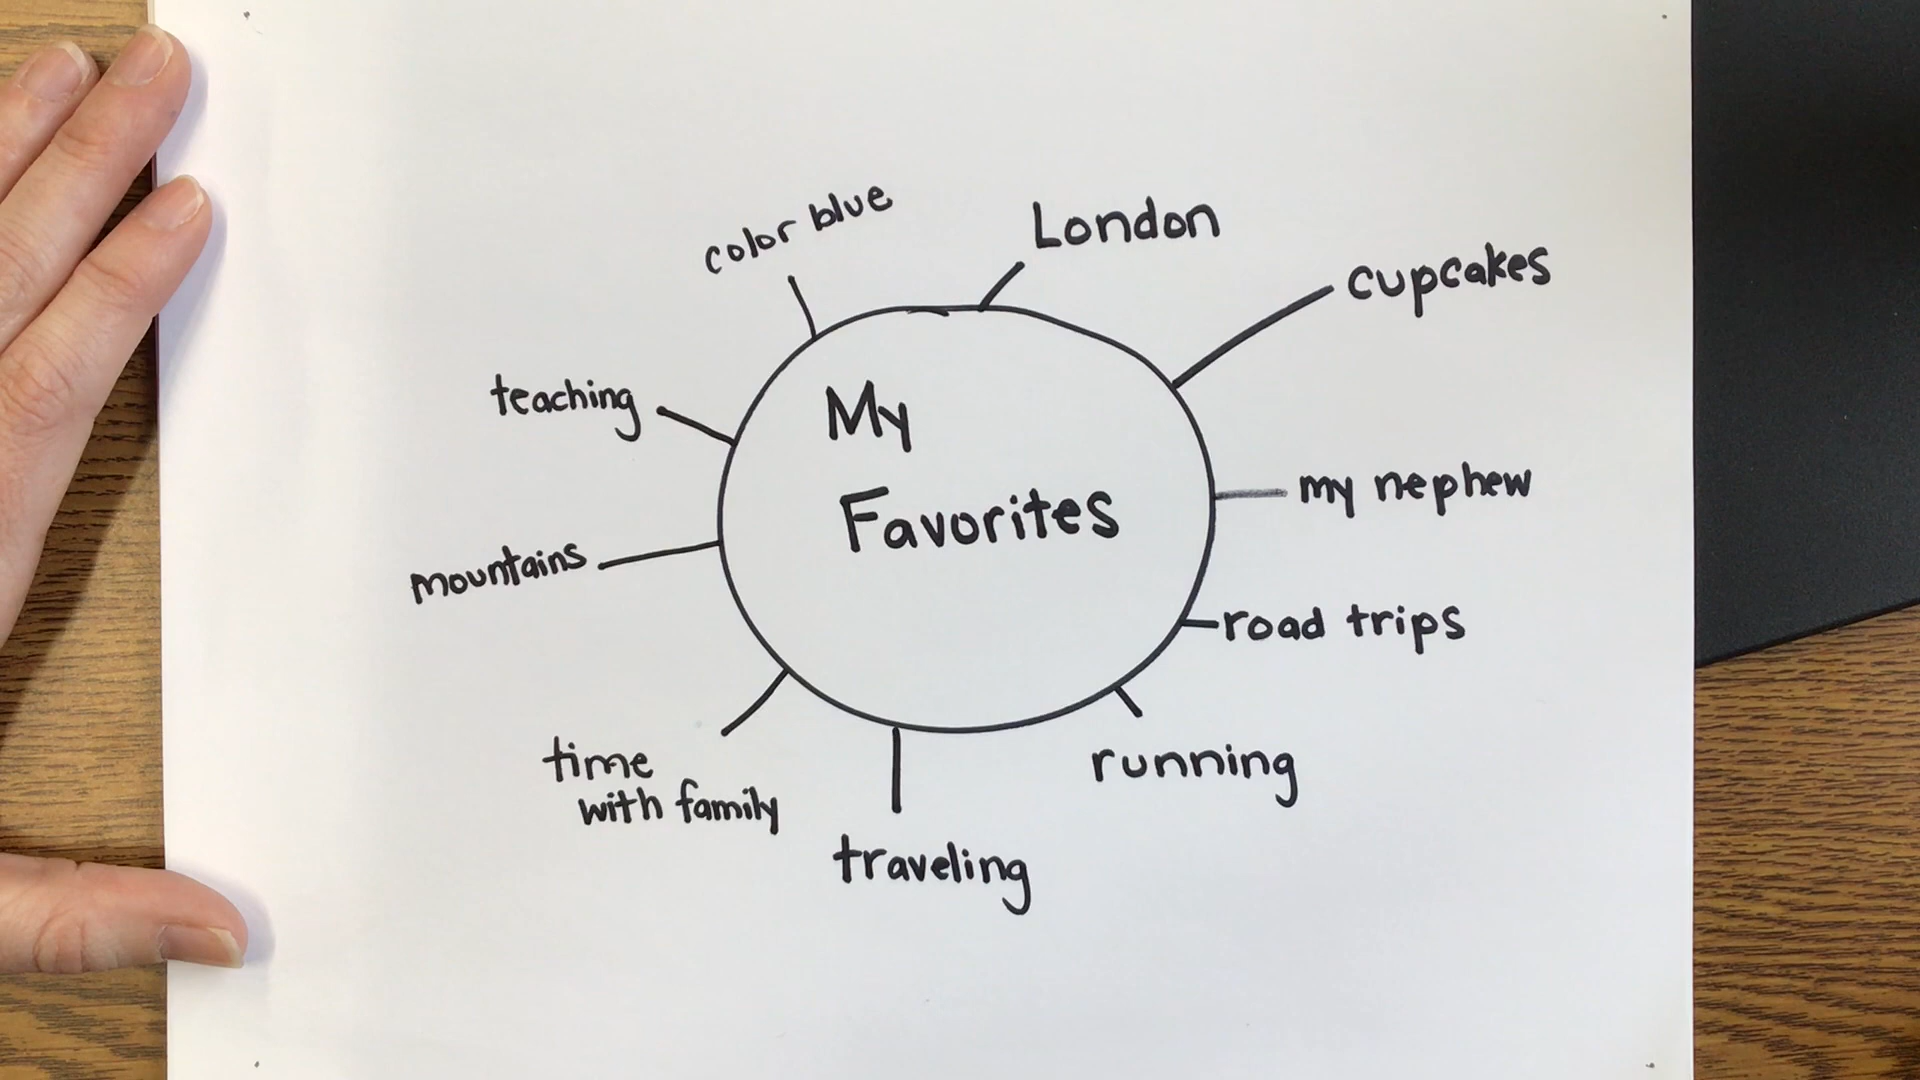 My
Favorites
color blue
London
cupcakes
my nephew
road trips
running
traveling
time
with family
mountains
teaching